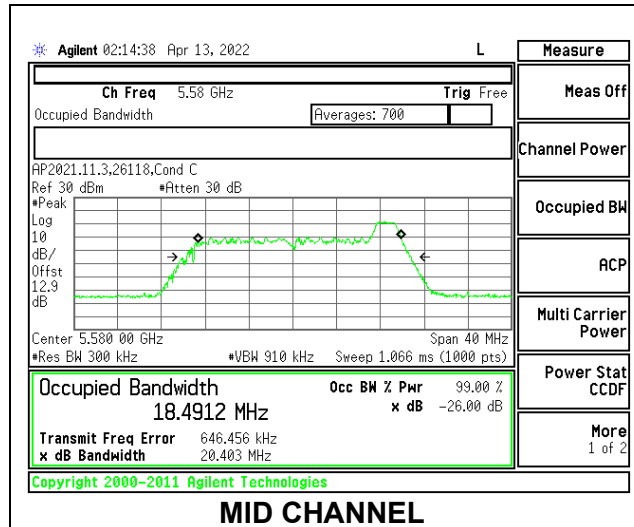 Agilent 02:14:38 Apr 13, 2022 L Measure
Ch Freq 5.58 GHz Trig Free
Meas Off
Occupied Bandwidth Averages: 700
Channel Power
AP2021.11.3,26118,Cond C
Ref 30 dBm #Atten 30 dB
#Peak
Log
10
dB/
Offst
12.9
dB
Occupied BW
ACP
Center 5.580 00 GHz Span 40 MHz
#Res BW 300 kHz #VBW 910 kHz Sweep 1.066 ms (1000 pts)
Multi Carrier
Power
Occupied Bandwidth Occ BW % Pwr 99.00 %
18.4912 MHz x dB -26.00 dB
Power Stat
CCDF
Transmit Freq Error 646.456 kHz
x dB Bandwidth 20.403 MHz
More
1 of 2
Copyright 2000-2011 Agilent Technologies
MID CHANNEL